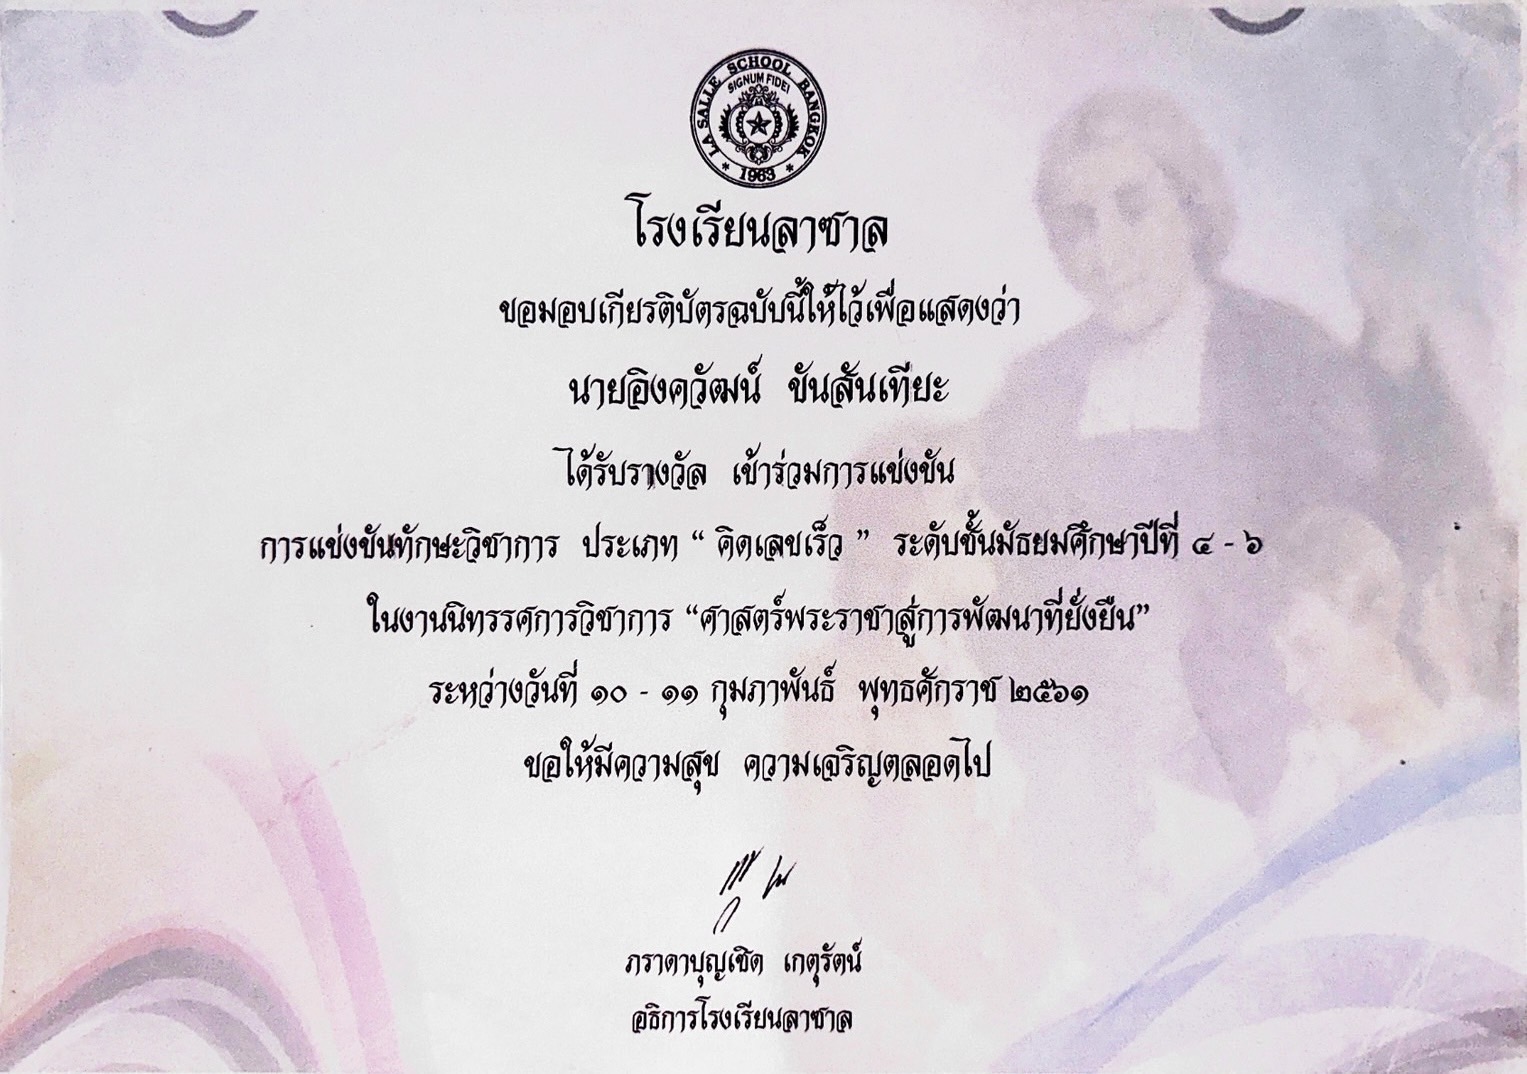 LA SALLE SCHOOL BANGKOK
SIGNUM FIDEI
* 1963 *
โรงเรียนลาซาล
ขอมอบเกียรติบัตรฉบับนี้ให้ไว้เพื่อแสดงว่า
นายอิงควัฒน์ ขันสันเทียะ
ได้รับรางวัล เข้าร่วมการแข่งขัน
การแข่งขันทักษะวิชาการ ประเภท “ คิดเลขเร็ว ” ระดับชั้นมัธยมศึกษาปีที่ ๔ - ๖
ในงานนิทรรศการวิชาการ “ศาสตร์พระราชาสู่การพัฒนาที่ยั่งยืน”
ระหว่างวันที่ ๑๐ - ๑๑ กุมภาพันธ์ พุทธศักราช ๒๕๖๑
ขอให้มีความสุข ความเจริญตลอดไป
ภราดาบุญเชิด เกตุรัตน์
อธิการโรงเรียนลาซาล